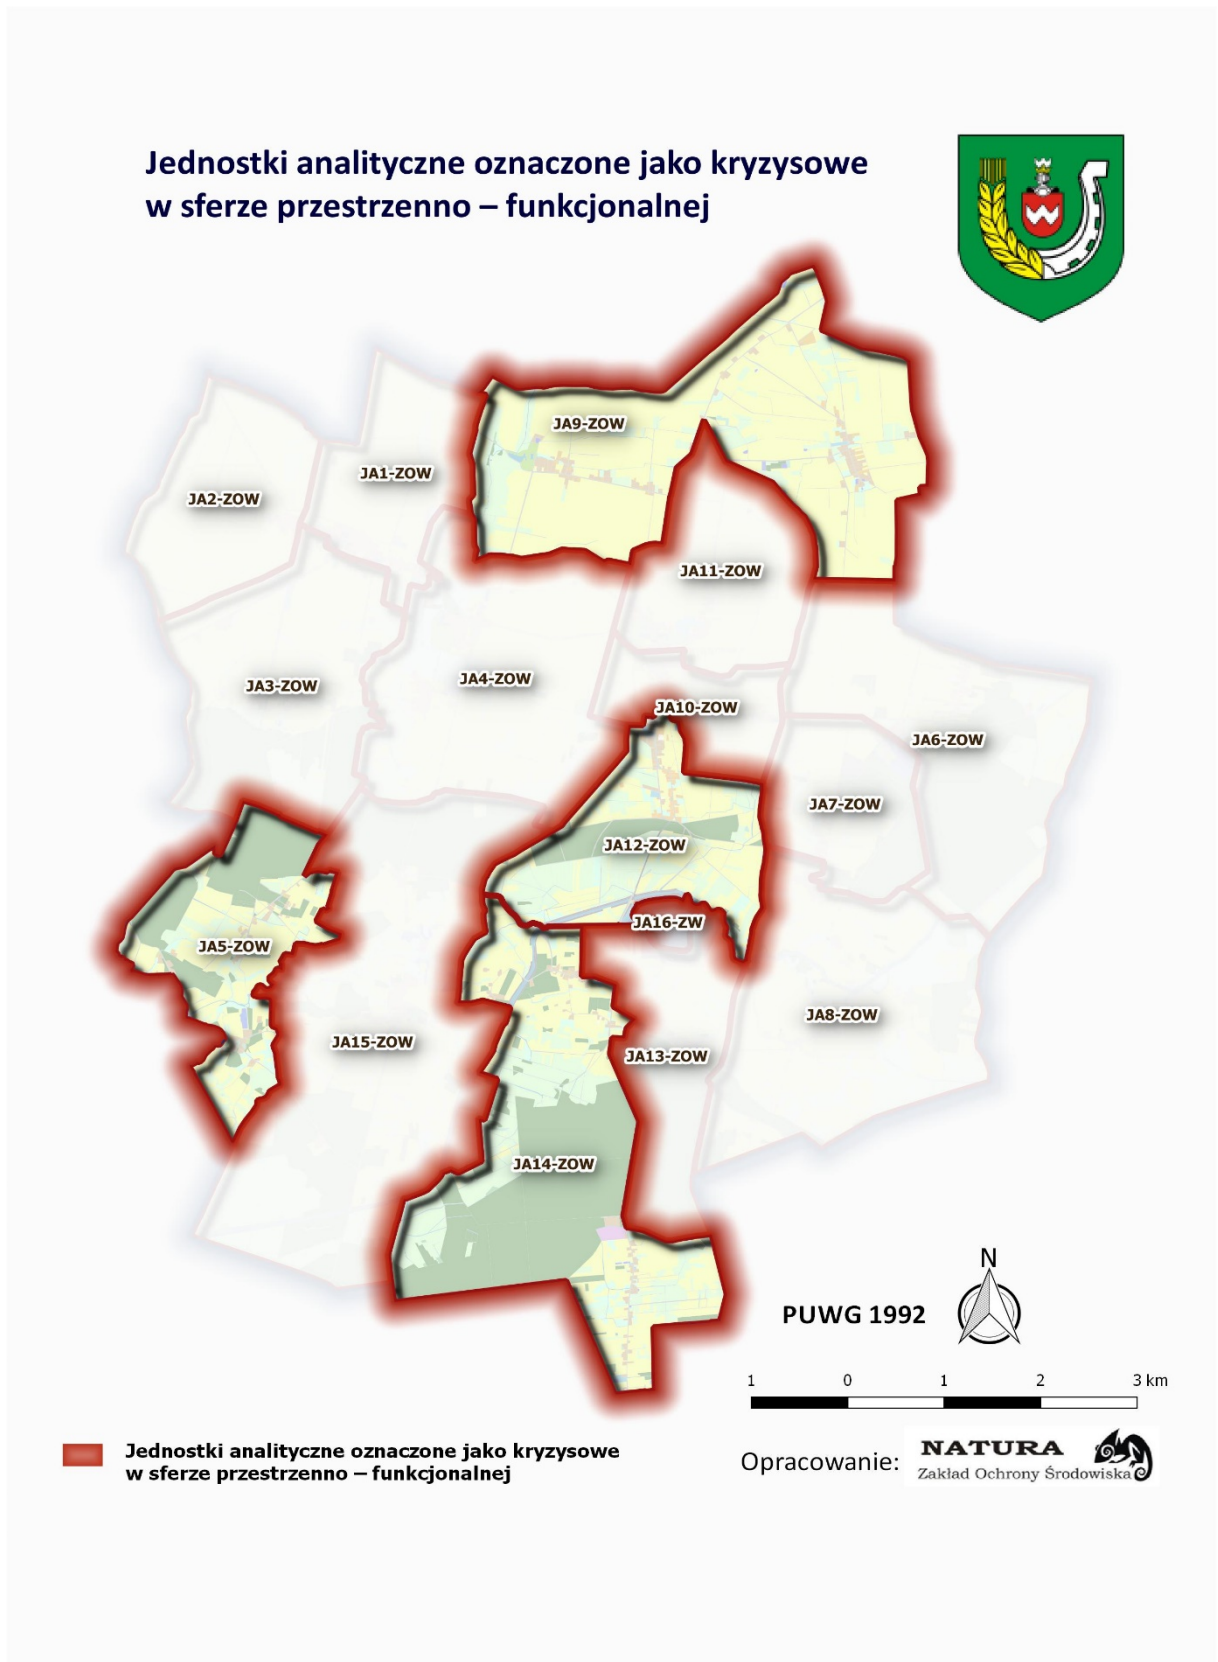 Jednostki analityczne oznaczone jako kryzysowe
w sferze przestrzenno – funkcjonalnej
JA9-ZOW
JA1-ZOW
JA2-ZOW
JA11-ZOW
JA3-ZOW
JA4-ZOW
JA10-ZOW
JA6-ZOW
JA7-ZOW
JA12-ZOW
JA16-ZW
JA5-ZOW
JA8-ZOW
JA15-ZOW
JA13-ZOW
JA14-ZOW
N
PUWG 1992
1 0 1 2 3 km
Jednostki analityczne oznaczone jako kryzysowe
w sferze przestrzenno – funkcjonalnej
Opracowanie:
NATURA
Zakład Ochrony Środowiska